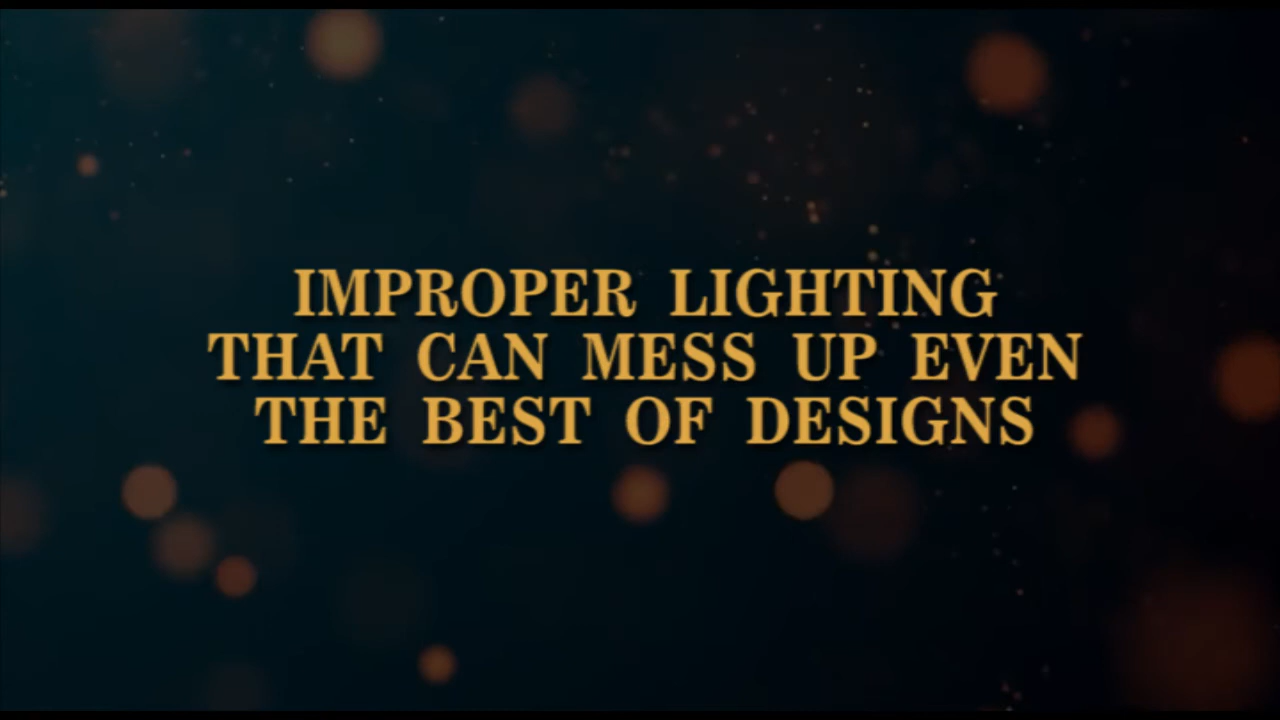 IMPROPER LIGHTING
THAT CAN MESS UP EVEN
THE BEST OF DESIGNS